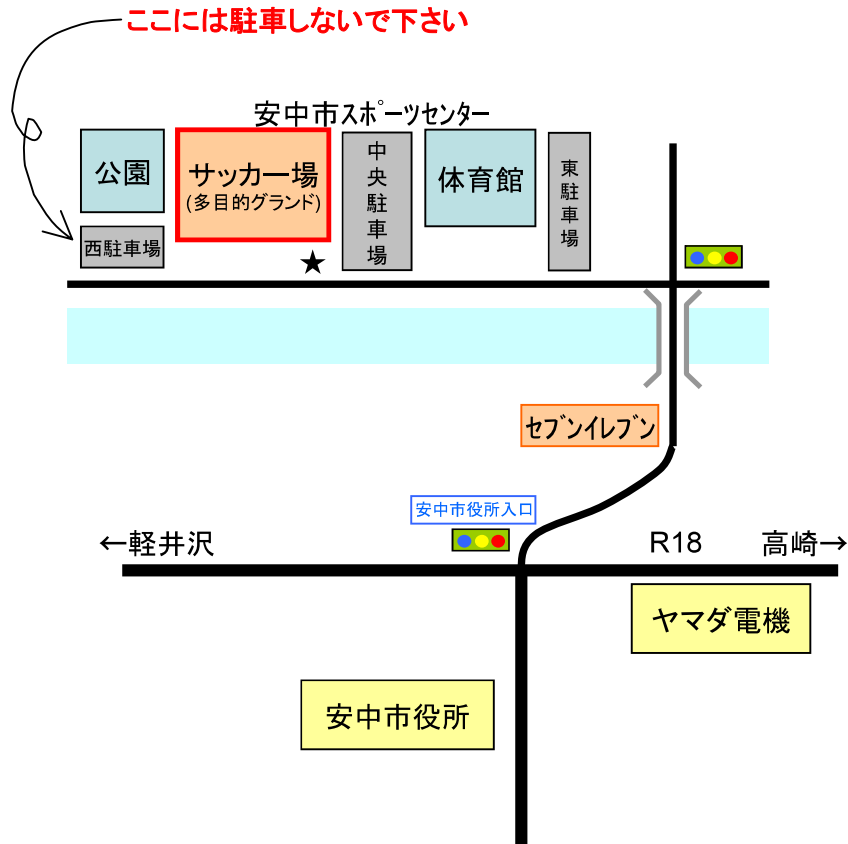 ここには駐車しないで下さい
安中市スポーツセンター
公園
サッカー場
(多目的グランド)
中央駐車場
体育館
東駐車場
西駐車場
★
セブンイレブン
安中市役所入口
←軽井沢
R18
高崎→
ヤマダ電機
安中市役所